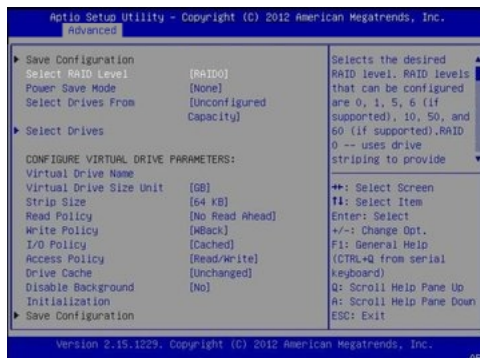 Aptio Setup Utility - Copyright (C) 2012 American Megatrends, Inc.
Advanced
Save Configuration
Select RAID Level [RAID0]
Power Save Mode [None]
Select Drives From [Unconfigured
Capacity]
Select Drives
CONFIGURE VIRTUAL DRIVE PARAMETERS:
Virtual Drive Name
Virtual Drive Size Unit [GB]
Strip Size [64 KB]
Read Policy [No Read Ahead]
Write Policy [WBack]
I/O Policy [Cached]
Access Policy [Read/Write]
Drive Cache [Unchanged]
Disable Background [No]
Initialization
Save Configuration
Selects the desired
RAID level. RAID levels
that can be configured
are 0, 1, 5, 6 (if
supported), 10, 50, and
60 (if supported).RAID
0 -- uses drive
striping to provide
↔: Select Screen
↑↓: Select Item
Enter: Select
+/-: Change Opt.
F1: General Help
(CTRL+Q from serial
keyboard)
Q: Scroll Help Pane Up
A: Scroll Help Pane Down
ESC: Exit
Version 2.15.1229. Copyright (C) 2012 American Megatrends, Inc.